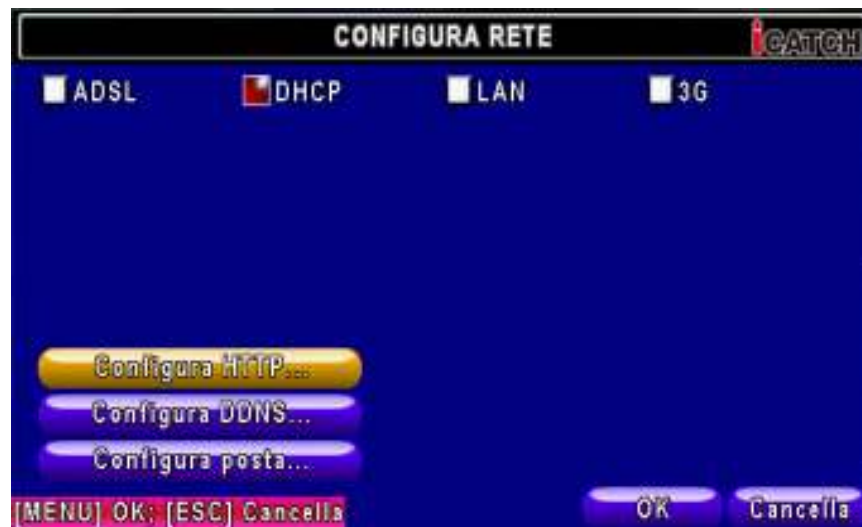 CONFIGURA RETE iCATCH
ADSL DHCP LAN 3G
Configura HTTP...
Configura DDNS...
Configura posta...
[MENU] OK; [ESC] Cancella OK Cancella